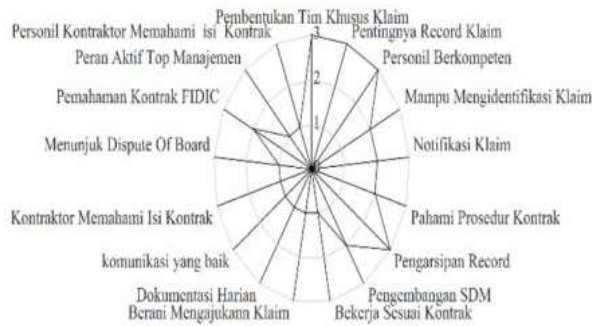 Pembentukan Tim Khusus Klaim
Personil Kontraktor Memahami isi Kontrak
Pentingnya Record Klaim
Peran Aktif Top Manajemen
Personil Berkompeten
Pemahaman Kontrak FIDIC
Mampu Mengidentifikasi Klaim
Menunjuk Dispute Of Board
Notifikasi Klaim
Kontraktor Memahami Isi Kontrak
Pahami Prosedur Kontrak
komunikasi yang baik
Pengarsipan Record
Dokumentasi Harian
Pengembangan SDM
Berani Mengajukann Klaim
Bekerja Sesuai Kontrak
3
2
1